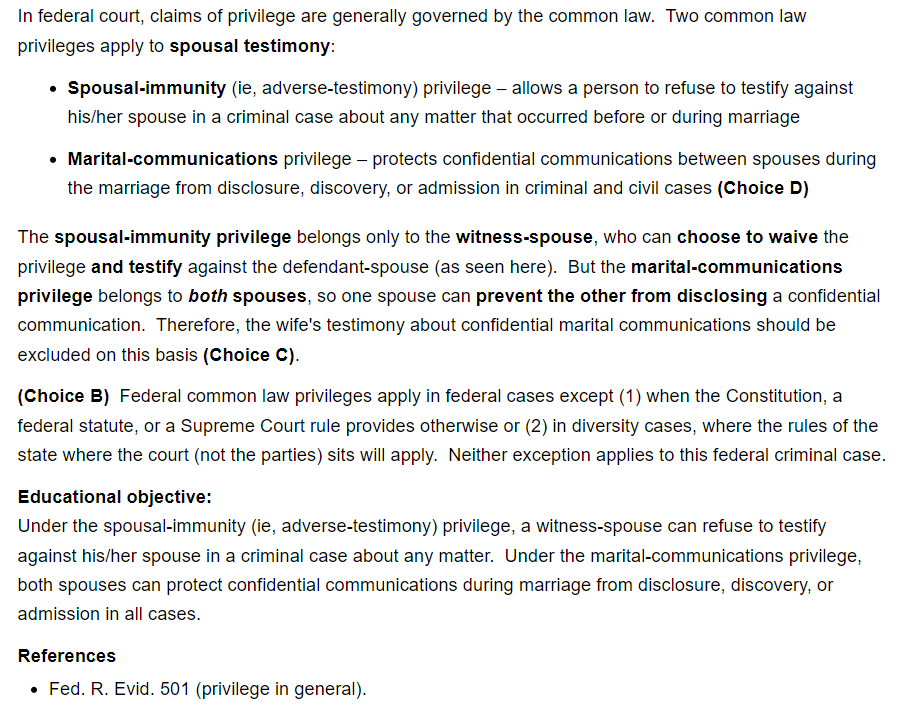 In federal court, claims of privilege are generally governed by the common law.  Two common law
privileges apply to spousal testimony:
• Spousal-immunity (ie, adverse-testimony) privilege – allows a person to refuse to testify against
his/her spouse in a criminal case about any matter that occurred before or during marriage
• Marital-communications privilege – protects confidential communications between spouses during
the marriage from disclosure, discovery, or admission in criminal and civil cases (Choice D)
The spousal-immunity privilege belongs only to the witness-spouse, who can choose to waive the
privilege and testify against the defendant-spouse (as seen here).  But the marital-communications
privilege belongs to both spouses, so one spouse can prevent the other from disclosing a confidential
communication.  Therefore, the wife's testimony about confidential marital communications should be
excluded on this basis (Choice C).
(Choice B)  Federal common law privileges apply in federal cases except (1) when the Constitution, a
federal statute, or a Supreme Court rule provides otherwise or (2) in diversity cases, where the rules of the
state where the court (not the parties) sits will apply.  Neither exception applies to this federal criminal case.
Educational objective:
Under the spousal-immunity (ie, adverse-testimony) privilege, a witness-spouse can refuse to testify
against his/her spouse in a criminal case about any matter.  Under the marital-communications privilege,
both spouses can protect confidential communications during marriage from disclosure, discovery, or
admission in all cases.
References
• Fed. R. Evid. 501 (privilege in general).